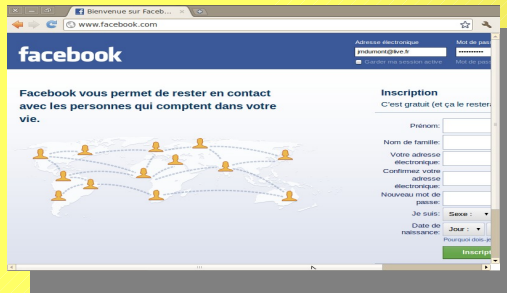 Bienvenue sur Faceb...
www.facebook.com
facebook
Adresse électronique
Mot de pas
jmdumont@live.fr
Garder ma session active
Mot de pass
Facebook vous permet de rester en contact
avec les personnes qui comptent dans votre
vie.
Inscription
C'est gratuit (et ça le rester
Prénom:
Nom de famille:
Votre adresse
électronique:
Confirmez votre
adresse
électronique:
Nouveau mot de
passe:
Je suis: Sexe :
Date de
naissance: Jour :
Pourquoi dois-je
Inscript